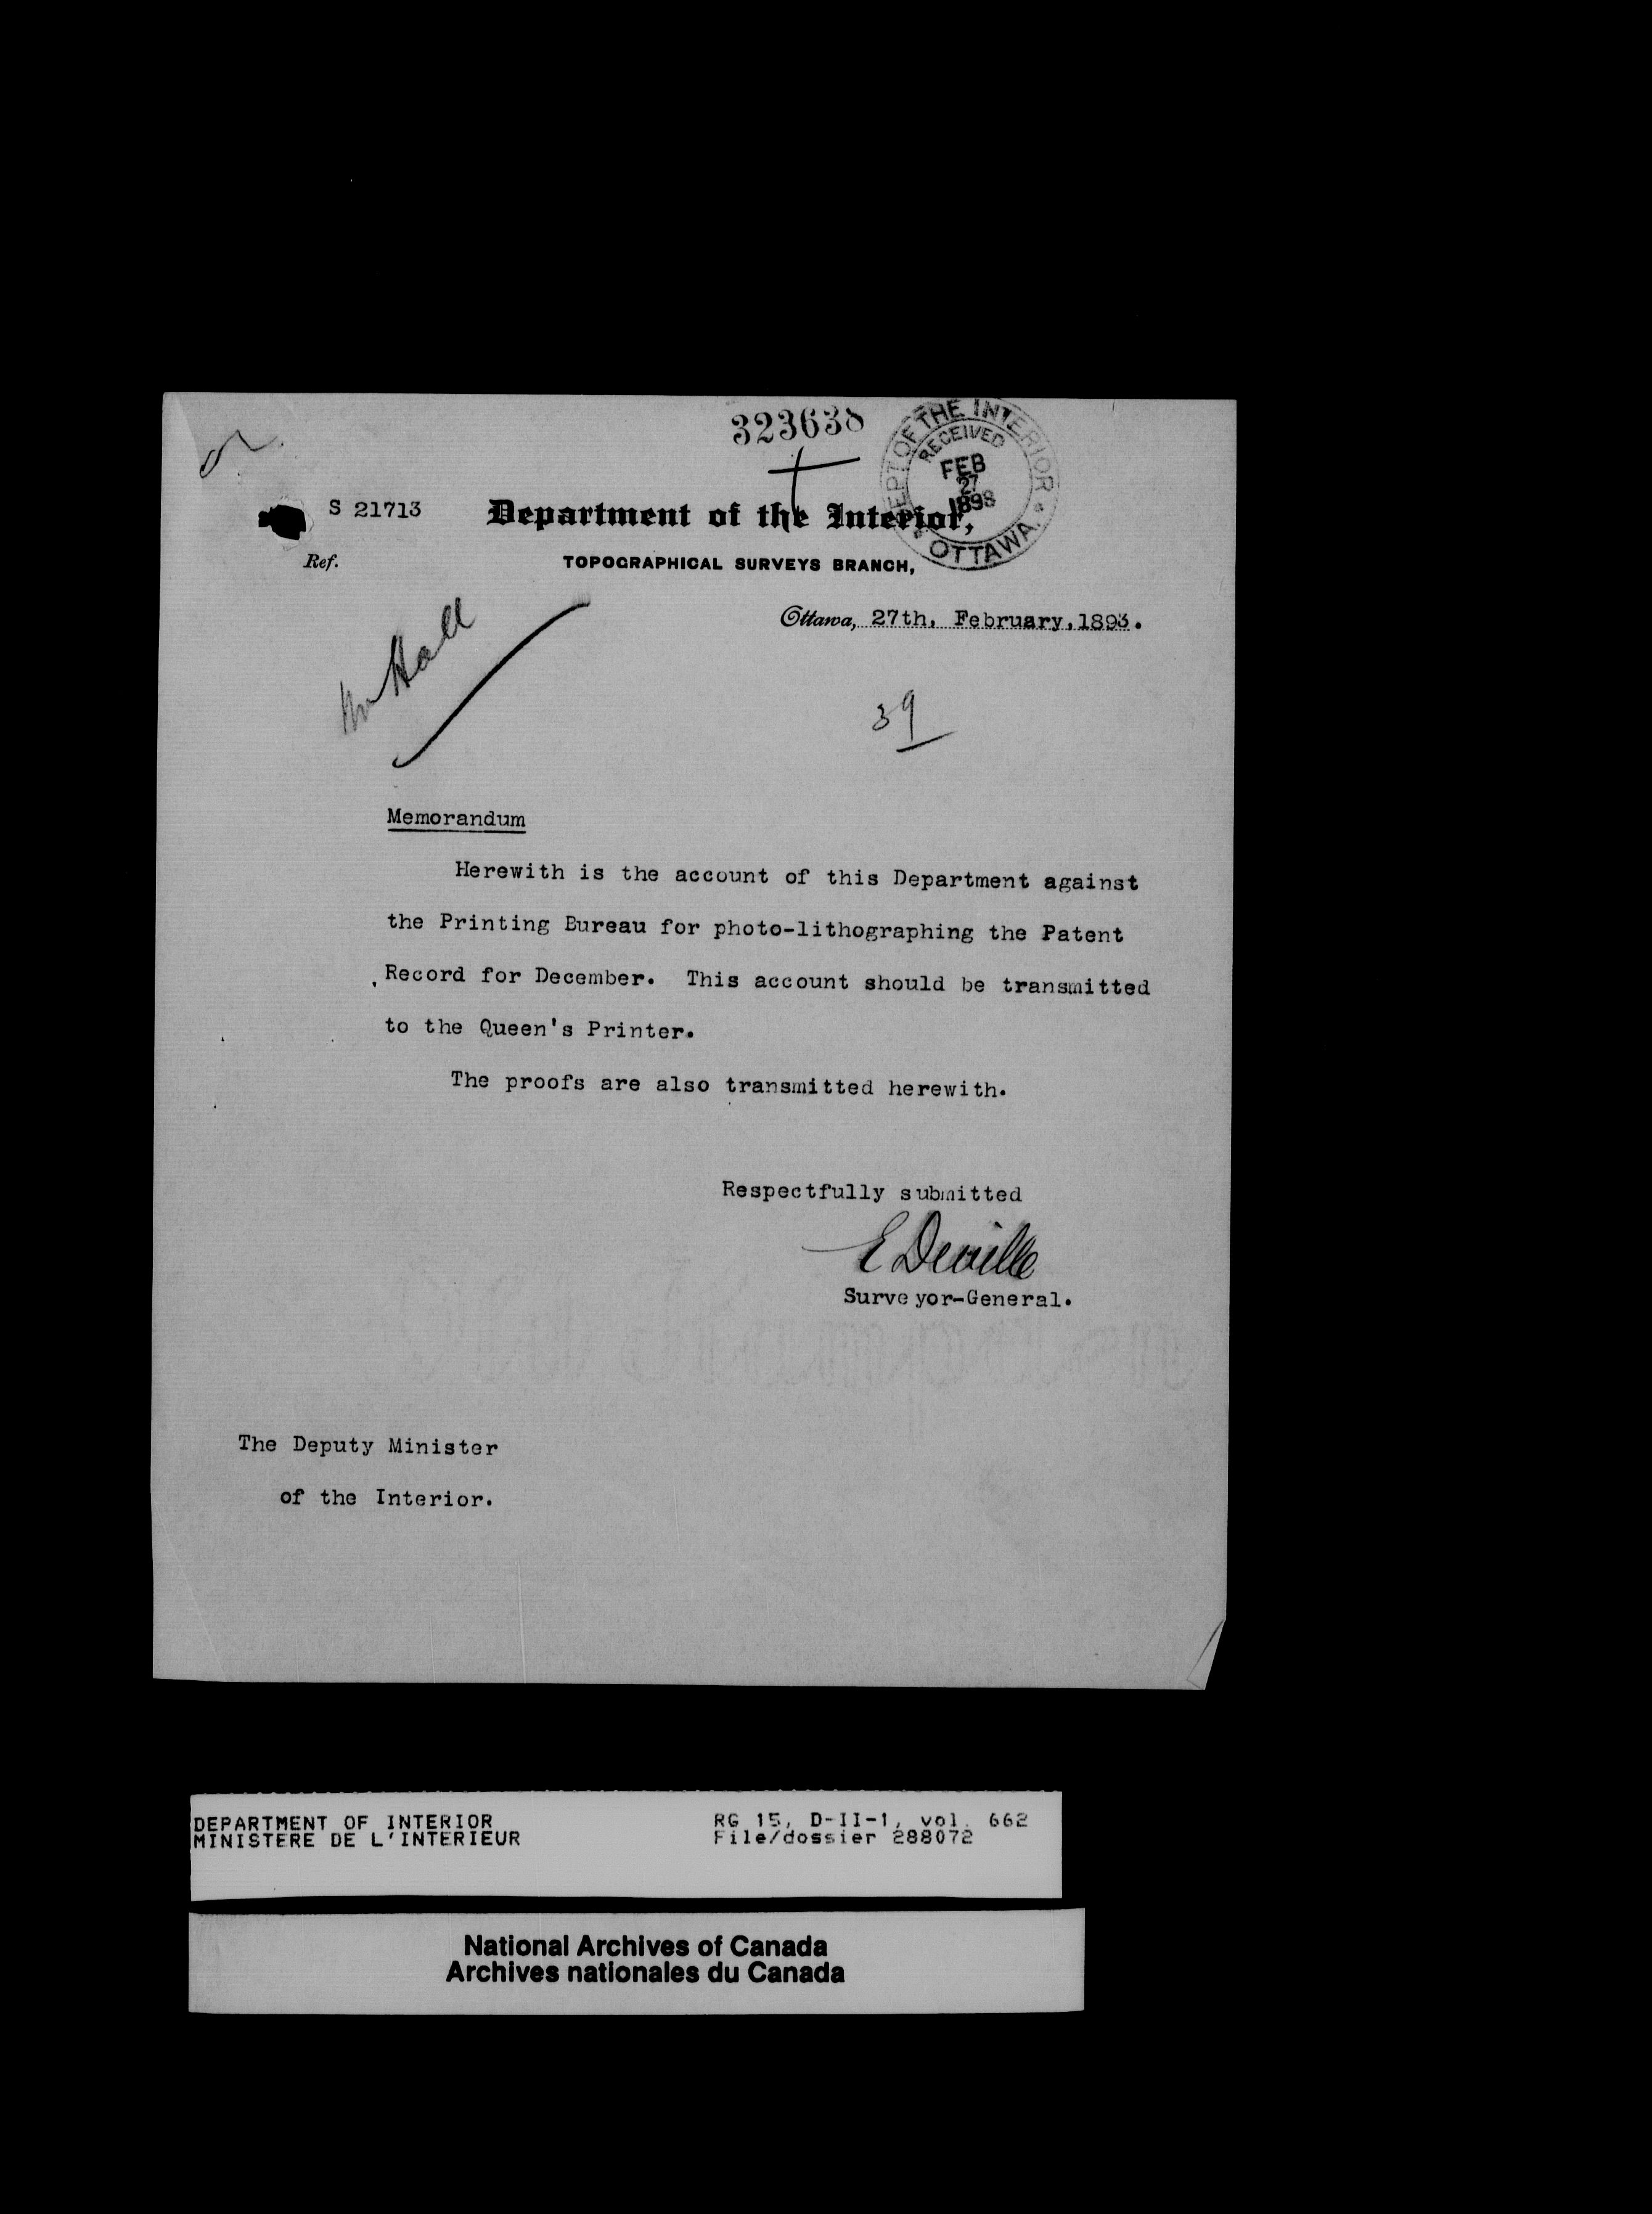 323638
DEPT OF THE INTERIOR
RECEIVED
FEB
27
1893
OTTAWA
S 21713
Department of the Interior,
Ref.
TOPOGRAPHICAL SURVEYS BRANCH,
Ottawa, 27th, February, 1893.
Mr Hall
39
Memorandum
Herewith is the account of this Department against
the Printing Bureau for photo-lithographing the Patent
Record for December. This account should be transmitted
to the Queen's Printer.
The proofs are also transmitted herewith.
Respectfully submitted
E Deville
Surveyor-General.
The Deputy Minister
of the Interior.
DEPARTMENT OF INTERIOR
MINISTERE DE L'INTERIEUR
RG 15, D-II-1, vol. 662
File/dossier 288072
National Archives of Canada
Archives nationales du Canada